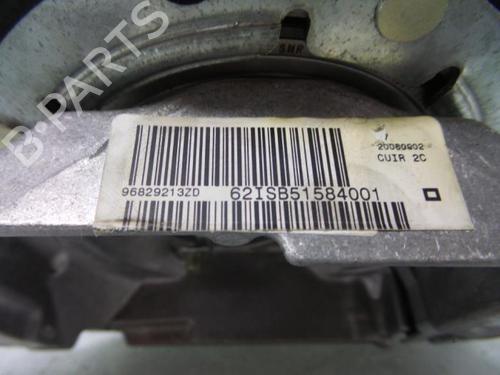 B-PARTS
20080902
CUIR 2C
96829213ZD
62ISB51584001